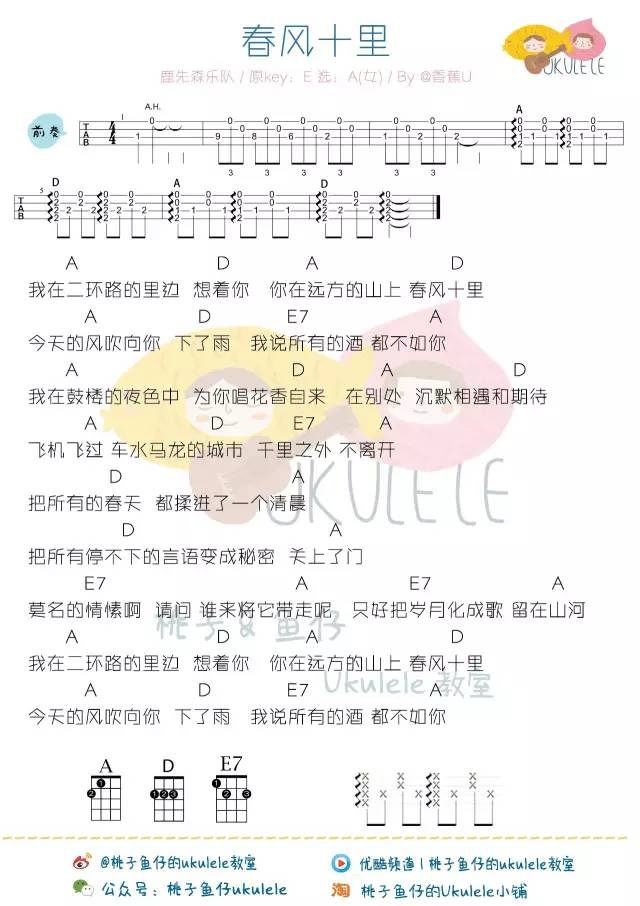 春风十里
UKULELE
鹿先森乐队 / 原key：E 选：A(女) / By @香蕉U
前奏
A.H.
A
D A D
A D A D
我在二环路的里边 想着你 你在远方的山上 春风十里
A D E7 A
今天的风吹向你 下了雨 我说所有的酒 都不如你
A D A D
我在鼓楼的夜色中 为你唱花香自来 在别处 沉默相遇和期待
A D E7 A
飞机飞过 车水马龙的城市 千里之外 不离开
D A
把所有的春天 都揉进了一个清晨
D A
把所有停不下的言语变成秘密 关上了门
E7 A E7 A
莫名的情愫啊 请问 谁来将它带走呢 只好把岁月化成歌 留在山河
A D A D
我在二环路的里边 想着你 你在远方的山上 春风十里
A D E7 A
今天的风吹向你 下了雨 我说所有的酒 都不如你
UKULELE
桃子&鱼仔
Ukulele 教室
A D E7
@桃子鱼仔的ukulele教室
优酷频道 | 桃子鱼仔的ukulele教室
公众号：桃子鱼仔ukulele
淘 桃子鱼仔的Ukulele小铺